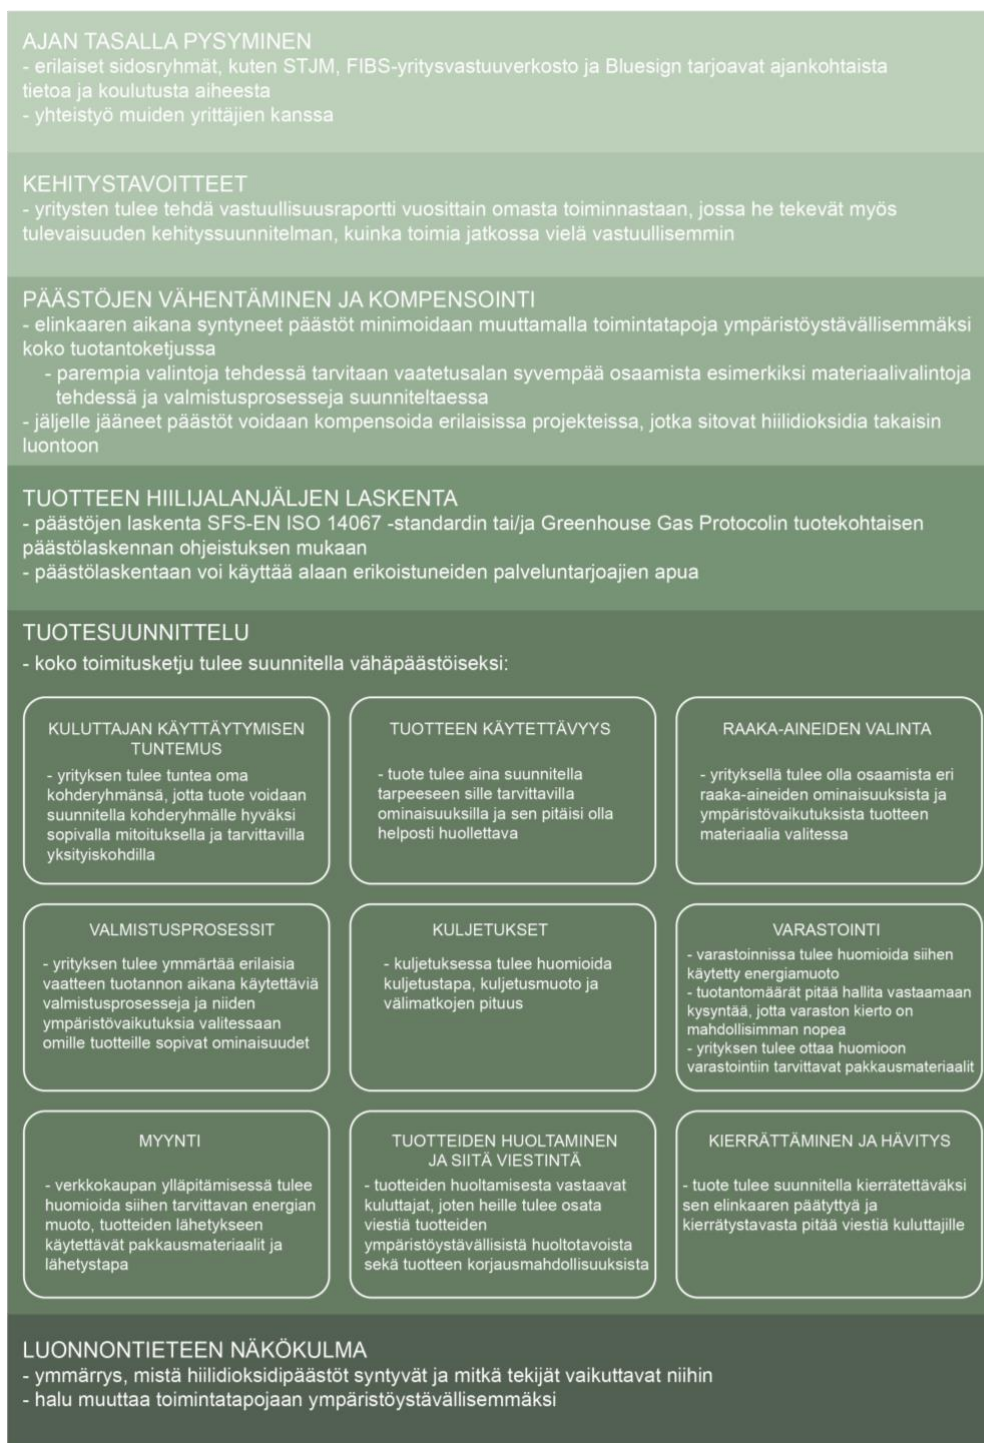 AJAN TASALLA PYSYMINEN
- erilaiset sidosryhmät, kuten STJM, FIBS-yritysvastuuverkosto ja Bluesign tarjoavat ajankohtaista
tietoa ja koulutusta aiheesta
- yhteistyö muiden yrittäjien kanssa
KEHITYSTAVOITTEET
- yritysten tulee tehdä vastuullisuusraportti vuosittain omasta toiminnastaan, jossa he tekevät myös
tulevaisuuden kehityssuunnitelman, kuinka toimia jatkossa vielä vastuullisemmin
PÄÄSTÖJEN VÄHENTÄMINEN JA KOMPENSOINTI
- elinkaaren aikana syntyneet päästöt minimoidaan muuttamalla toimintatapoja ympäristöystävällisemmäksi
koko tuotantoketjussa
- parempia valintoja tehdessä tarvitaan vaatetusalan syvempää osaamista esimerkiksi materiaalivalintoja
tehdessä ja valmistusprosesseja suunniteltaessa
- jäljelle jääneet päästöt voidaan kompensoida erilaisissa projekteissa, jotka sitovat hiilidioksidia takaisin
luontoon
TUOTTEEN HIILIJALANJÄLJEN LASKENTA
- päästöjen laskenta SFS-EN ISO 14067 -standardin tai/ja Greenhouse Gas Protocolin tuotekohtaisen
päästölaskennan ohjeistuksen mukaan
- päästölaskentaan voi käyttää alaan erikoistuneiden palveluntarjoajien apua
TUOTESUUNNITTELU
- koko toimitusketju tulee suunnitella vähäpäästöiseksi:
KULUTTAJAN KÄYTTÄYTYMISEN
TUNTEMUS
- yrityksen tulee tuntea oma
kohderyhmänsä, jotta tuote voidaan
suunnitella kohderyhmälle hyväksi
sopivalla mitoituksella ja tarvittavilla
yksityiskohdilla
TUOTTEEN KÄYTETTÄVYYS
- tuote tulee aina suunnitella
tarpeeseen sille tarvittavilla
ominaisuuksilla ja sen pitäisi olla
helposti huollettava
RAAKA-AINEIDEN VALINTA
- yrityksellä tulee olla osaamista eri
raaka-aineiden ominaisuuksista ja
ympäristövaikutuksista tuotteen
materiaalia valitessa
VALMISTUSPROSESSIT
- yrityksen tulee ymmärtää erilaisia
vaatteen tuotannon aikana käytettäviä
valmistusprosesseja ja niiden
ympäristövaikutuksia valitessaan
omille tuotteille sopivat ominaisuudet
KULJETUKSET
- kuljetuksessa tulee huomioida
kuljetustapa, kuljetusmuoto ja
välimatkojen pituus
VARASTOINTI
- varastoinnissa tulee huomioida siihen
käytetty energiamuoto
- tuotantomäärät pitää hallita vastaamaan
kysyntää, jotta varaston kierto on
mahdollisimman nopea
- yrityksen tulee ottaa huomioon
varastointiin tarvittavat pakkausmateriaalit
MYYNTI
- verkkokaupan ylläpitämisessä tulee
huomioida siihen tarvittavan energian
muoto, tuotteiden lähetykseen
käytettävät pakkausmateriaalit ja
lähetystapa
TUOTTEIDEN HUOLTAMINEN
JA SIITÄ VIESTINTÄ
- tuotteiden huoltamisesta vastaavat
kuluttajat, joten heille tulee osata
viestiä tuotteiden
ympäristöystävällisistä huoltotavoista
sekä tuotteen korjausmahdollisuuksista
KIERRÄTTÄMINEN JA HÄVITYS
- tuote tulee suunnitella kierrätettäväksi
sen elinkaaren päätyttyä ja
kierrätystavasta pitää viestiä kuluttajille
LUONNONTIETEEN NÄKÖKULMA
- ymmärrys, mistä hiilidioksidipäästöt syntyvät ja mitkä tekijät vaikuttavat niihin
- halu muuttaa toimintatapojaan ympäristöystävällisemmäksi